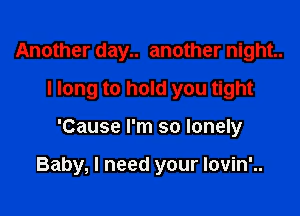 Another day.. another night..
I long to hold you tight
'Cause I'm so lonely
Baby, I need your lovin'..